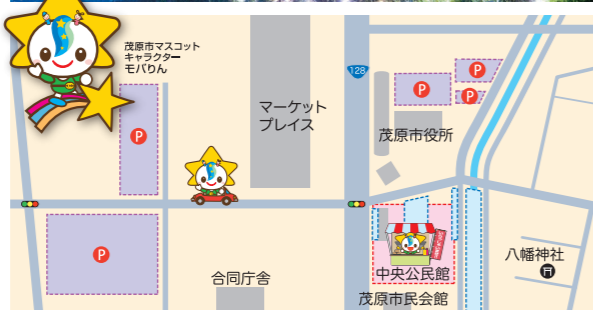 茂原市マスコット
キャラクター
モバりん
128
P
P
P
マーケット
プレイス
P
茂原市役所
P
合同庁舎
中央公民館
八幡神社
茂原市民会館